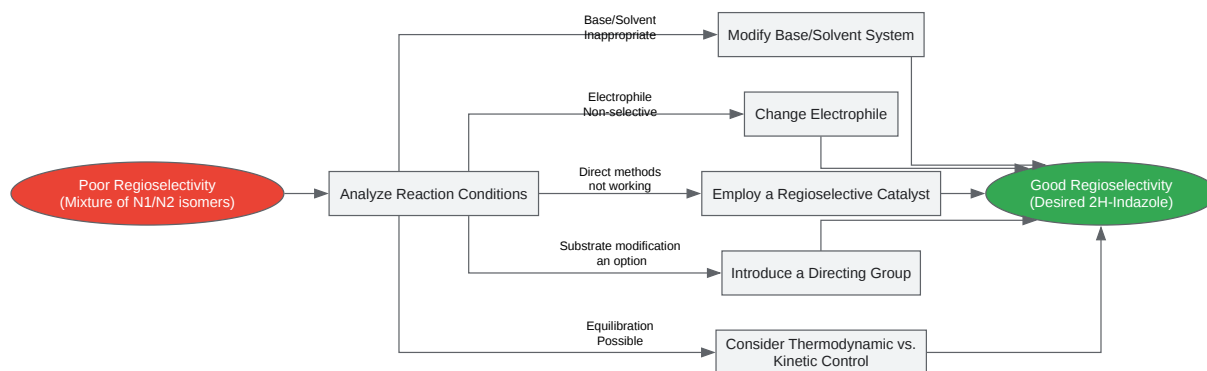 Base/Solvent
Inappropriate
Modify Base/Solvent System
Electrophile
Non-selective
Change Electrophile
Poor Regioselectivity
(Mixture of N1/N2 isomers)
Analyze Reaction Conditions
Direct methods
not working
Employ a Regioselective Catalyst
Good Regioselectivity
(Desired 2H-Indazole)
Substrate modification
an option
Introduce a Directing Group
Equilibration
Possible
Consider Thermodynamic vs.
Kinetic Control